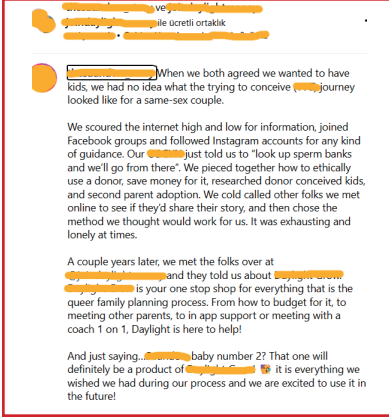 ve
ile ücretli ortaklık
When we both agreed we wanted to have
kids, we had no idea what the trying to conceive journey
looked like for a same-sex couple.
We scoured the internet high and low for information, joined
Facebook groups and followed Instagram accounts for any kind
of guidance. Our just told us to "look up sperm banks
and we'll go from there". We pieced together how to ethically
use a donor, save money for it, researched donor conceived kids,
and second parent adoption. We cold called other folks we met
online to see if they'd share their story, and then chose the
method we thought would work for us. It was exhausting and
lonely at times.
A couple years later, we met the folks over at
and they told us about
is your one stop shop for everything that is the
queer family planning process. From how to budget for it, to
meeting other parents, to in app support or meeting with a
coach 1 on 1, Daylight is here to help!
And just saying... baby number 2? That one will
definitely be a product of it is everything we
wished we had during our process and we are excited to use it in
the future!